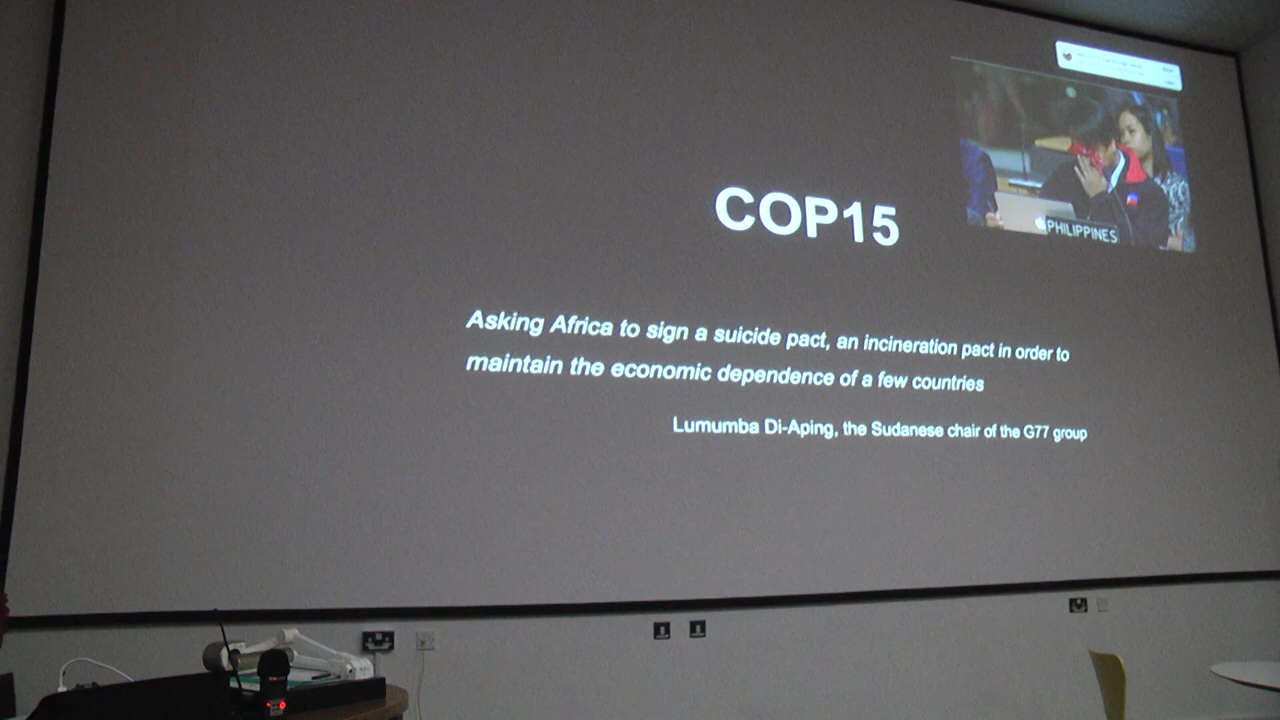 COP15
PHILIPPINES
Asking Africa to sign a suicide pact, an incineration pact in order to
maintain the economic dependence of a few countries
Lumumba Di-Aping, the Sudanese chair of the G77 group